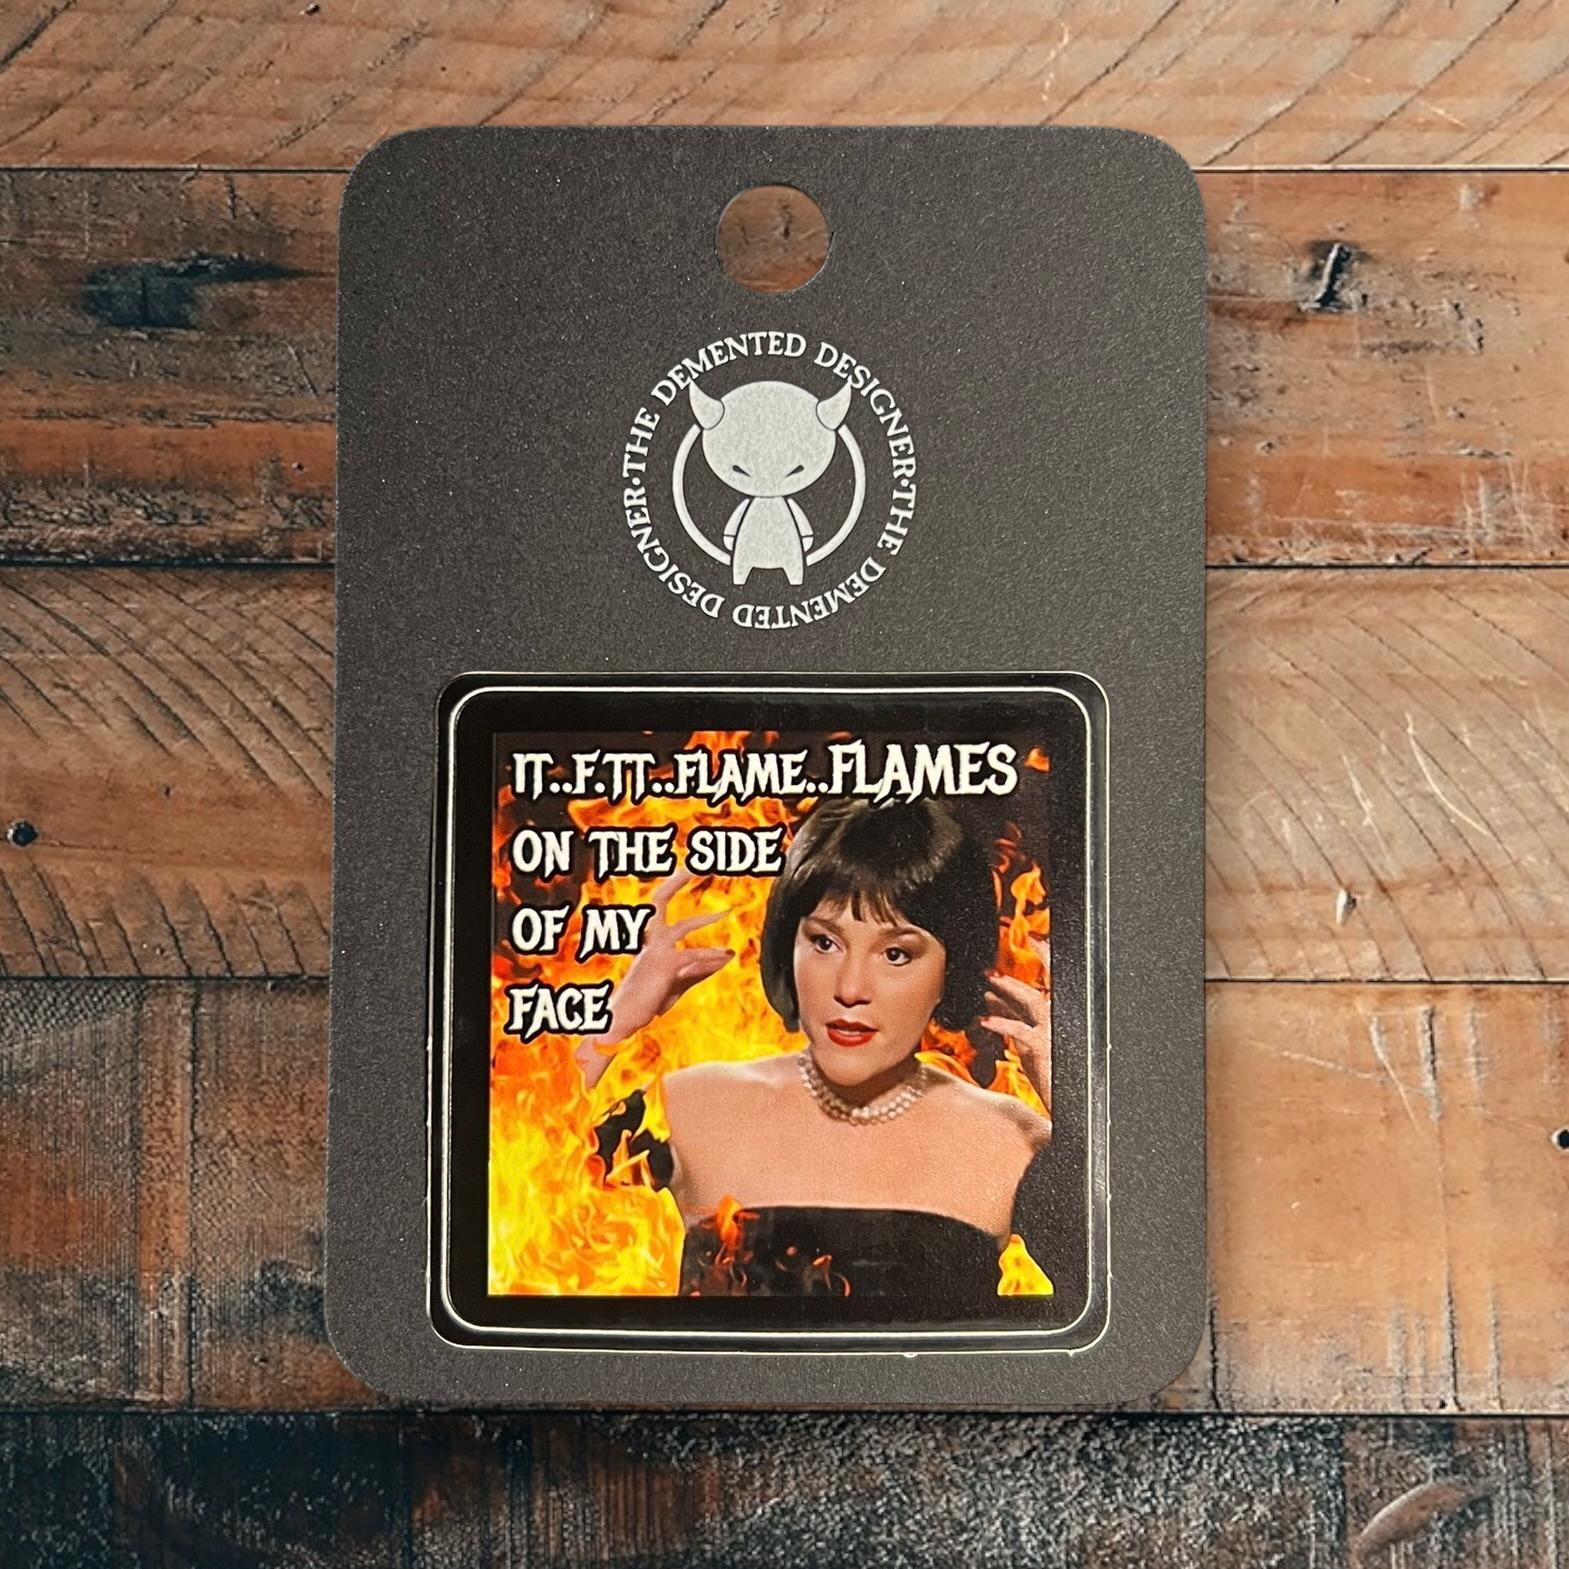 THE DEMENTED DESIGNER·THE DEMENTED DESIGNER·
IT..F.TT..FLAME..FLAMES
ON THE SIDE
OF MY
FACE